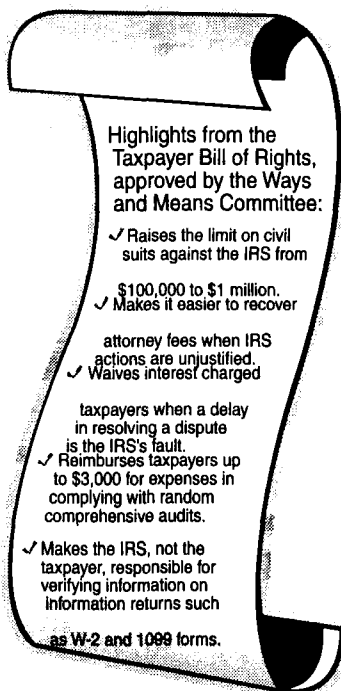 Highlights from the
Taxpayer Bill of Rights,
approved by the Ways
and Means Committee:
✓ Raises the limit on civil
suits against the IRS from
$100,000 to $1 million.
✓ Makes it easier to recover
attorney fees when IRS
actions are unjustified.
✓ Waives interest charged
taxpayers when a delay
in resolving a dispute
is the IRS's fault.
✓ Reimburses taxpayers up
to $3,000 for expenses in
complying with random
comprehensive audits.
✓ Makes the IRS, not the
taxpayer, responsible for
verifying information on
information returns such
as W-2 and 1099 forms.